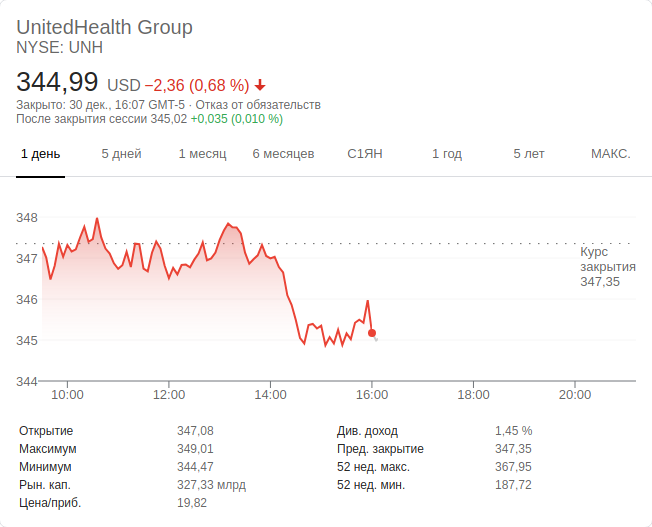 UnitedHealth Group
NYSE: UNH
344,99 USD −2,36 (0,68 %)
Закрыто: 30 дек., 16:07 GMT-5 · Отказ от обязательств
После закрытия сессии 345,02 +0,035 (0,010 %)
1 день 5 дней 1 месяц 6 месяцев С1ЯН 1 год 5 лет МАКС.
348
347
346
345
344
Курс
закрытия
347,35
10:00 12:00 14:00 16:00 18:00 20:00
Открытие 347,08 Див. доход 1,45 %
Максимум 349,01 Пред. закрытие 347,35
Минимум 344,47 52 нед. макс. 367,95
Рын. кап. 327,33 млрд 52 нед. мин. 187,72
Цена/приб. 19,82